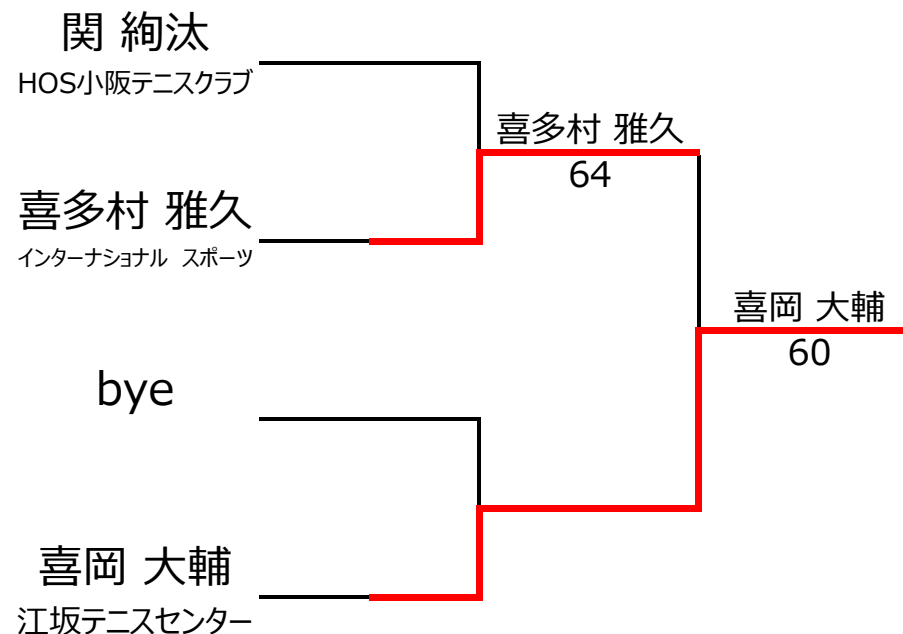 関 絢汰
HOS小阪テニスクラブ
喜多村 雅久
64
喜多村 雅久
インターナショナル スポーツ
喜岡 大輔
60
bye
喜岡 大輔
江坂テニスセンター